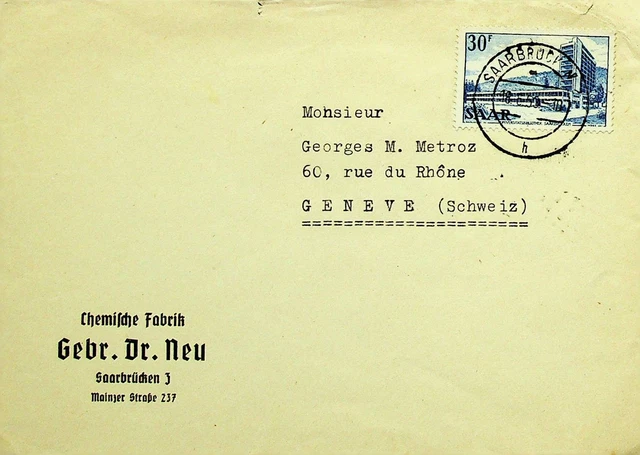 30F
SAARBRÜCKEN
SAAR
h
Monsieur
Georges M. Metroz
60, rue du Rhône
G E N E V E (Schweiz)
======================
Chemische Fabrik
Gebr. Dr. Neu
Saarbrücken 3
Mainzer Straße 237